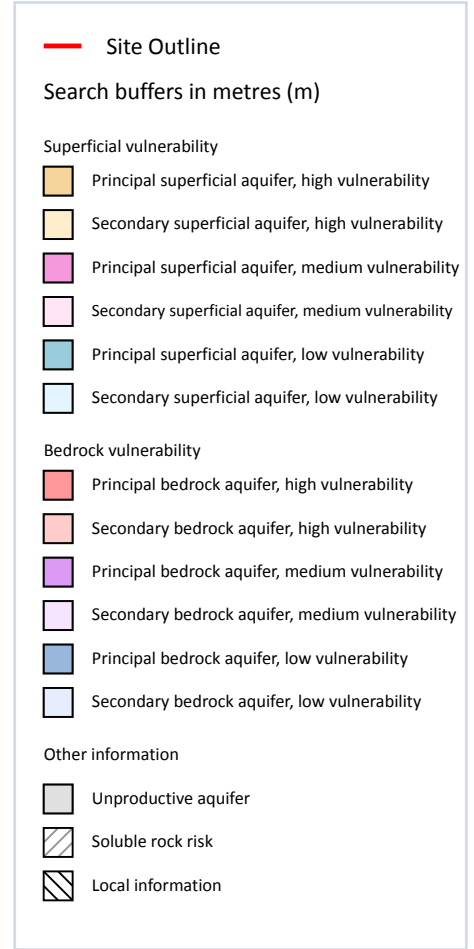 Site Outline
Search buffers in metres (m)
Superficial vulnerability
Principal superficial aquifer, high vulnerability
Secondary superficial aquifer, high vulnerability
Principal superficial aquifer, medium vulnerability
Secondary superficial aquifer, medium vulnerability
Principal superficial aquifer, low vulnerability
Secondary superficial aquifer, low vulnerability
Bedrock vulnerability
Principal bedrock aquifer, high vulnerability
Secondary bedrock aquifer, high vulnerability
Principal bedrock aquifer, medium vulnerability
Secondary bedrock aquifer, medium vulnerability
Principal bedrock aquifer, low vulnerability
Secondary bedrock aquifer, low vulnerability
Other information
Unproductive aquifer
Soluble rock risk
Local information